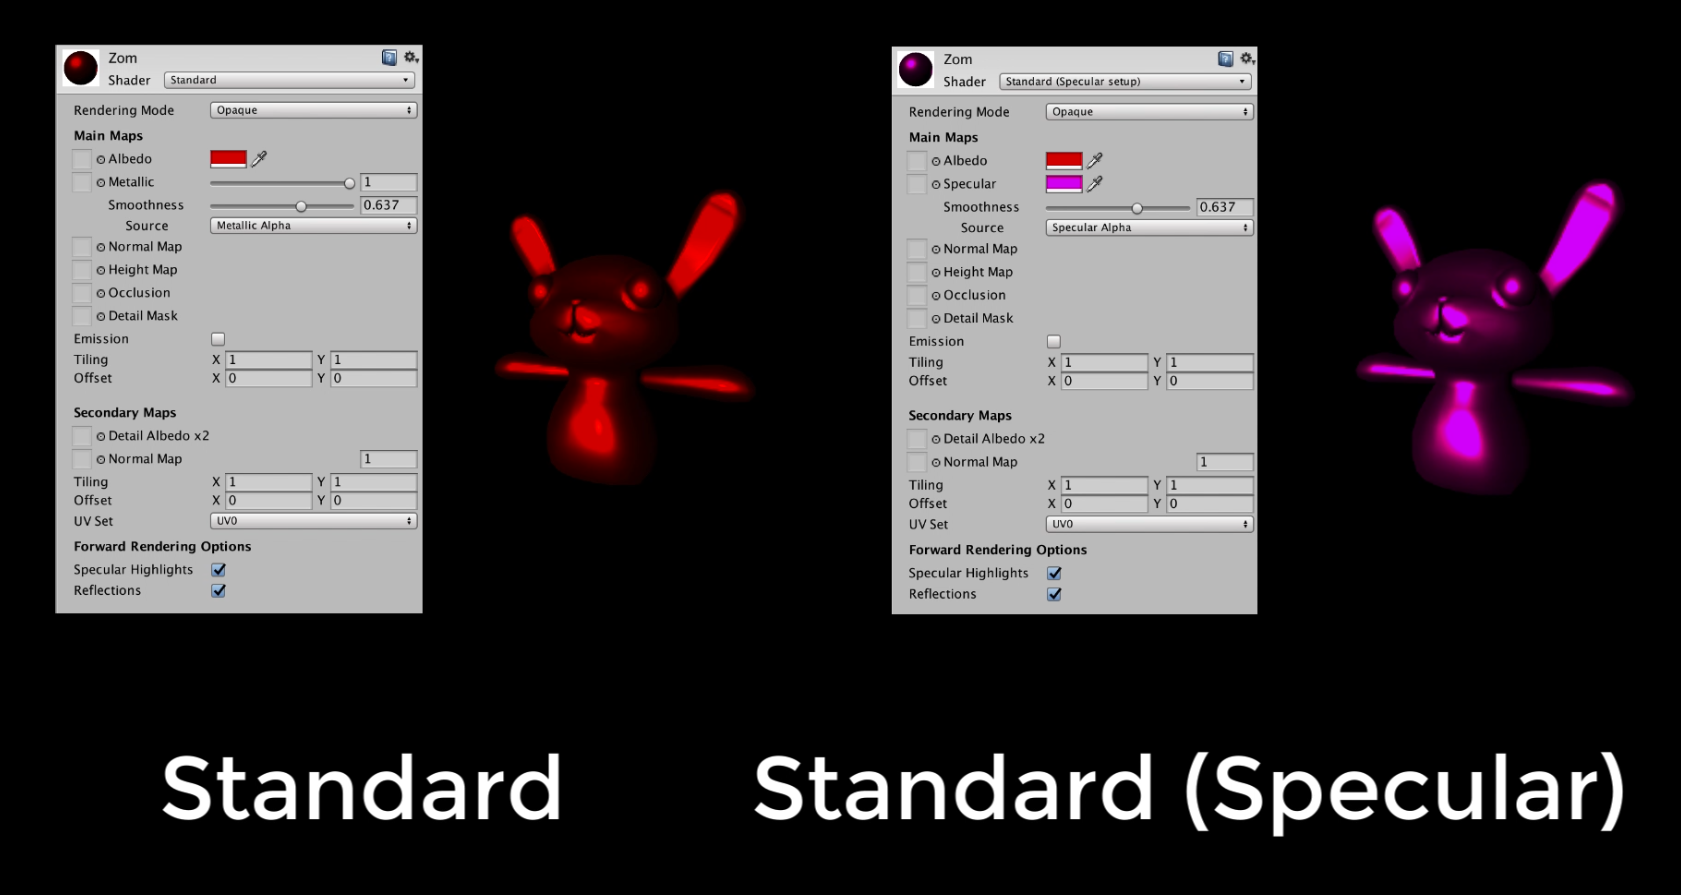 Zom
Shader Standard
Rendering Mode Opaque
Main Maps
Albedo
Metallic 1
Smoothness 0.637
Source Metallic Alpha
Normal Map
Height Map
Occlusion
Detail Mask
Emission
Tiling X 1 Y 1
Offset X 0 Y 0
Secondary Maps
Detail Albedo x2
Normal Map 1
Tiling X 1 Y 1
Offset X 0 Y 0
UV Set UV0
Forward Rendering Options
Specular Highlights
Reflections
Zom
Shader Standard (Specular setup)
Rendering Mode Opaque
Main Maps
Albedo
Specular
Smoothness 0.637
Source Specular Alpha
Normal Map
Height Map
Occlusion
Detail Mask
Emission
Tiling X 1 Y 1
Offset X 0 Y 0
Secondary Maps
Detail Albedo x2
Normal Map 1
Tiling X 1 Y 1
Offset X 0 Y 0
UV Set UV0
Forward Rendering Options
Specular Highlights
Reflections
Standard
Standard (Specular)